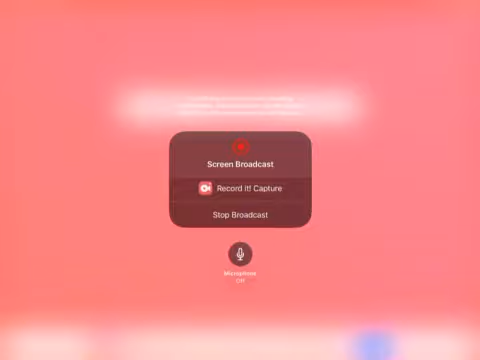 Screen Broadcast
Record it! Capture
Stop Broadcast
Microphone
Off